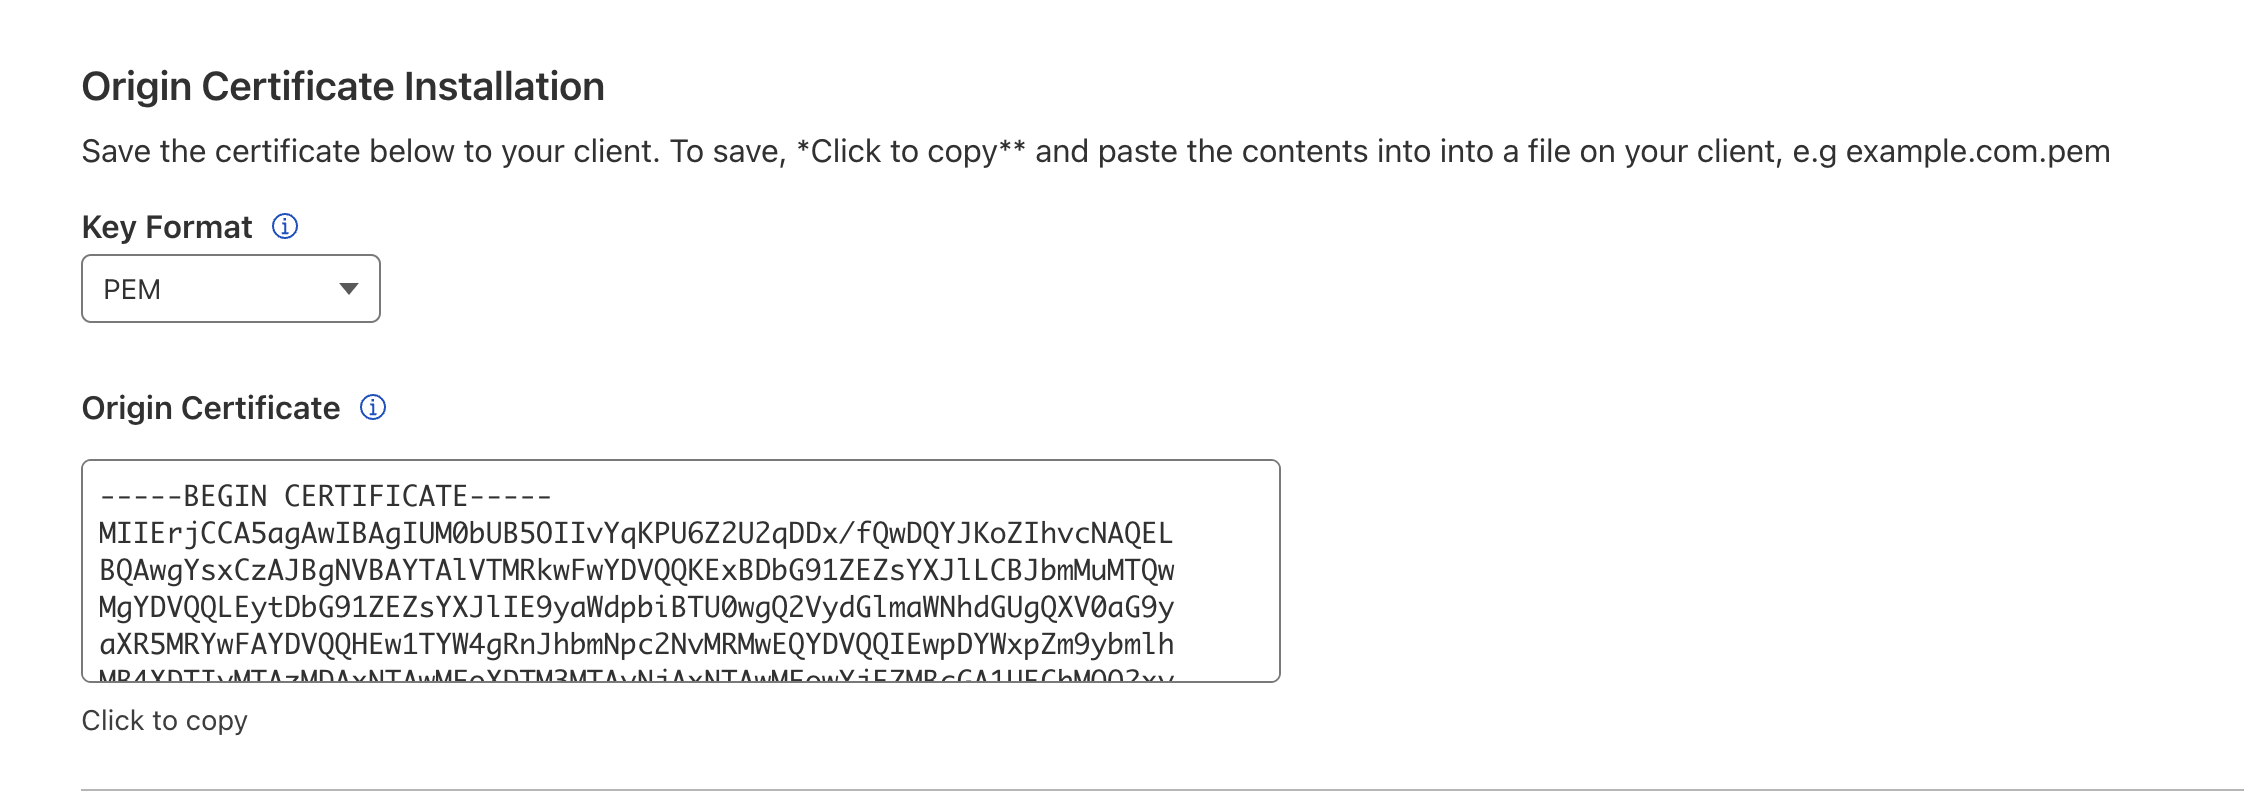 Origin Certificate Installation
Save the certificate below to your client. To save, *Click to copy** and paste the contents into into a file on your client, e.g example.com.pem
Key Format
PEM
Origin Certificate
-----BEGIN CERTIFICATE-----
MIIErjCCA5agAwIBAgIUM0bUB5OIIvYqKPU6Z2U2qDDx/fQwDQYJKoZIhvcNAQEL
BQAwgYsxCzAJBgNVBAYTAlVTMRkwFwYDVQQKExBDbG91ZEZsYXJlLCBJbmMuMTQw
MgYDVQQLEytDbG91ZEZsYXJlIE9yaWdpbiBTU0wgQ2VydGlmaWNhdGUgQXV0aG9y
aXR5MRYwFAYDVQQHEw1TYW4gRnJhbmNpc2NvMRMwEQYDVQQIEwpDYWxpZm9ybmlh
Click to copy